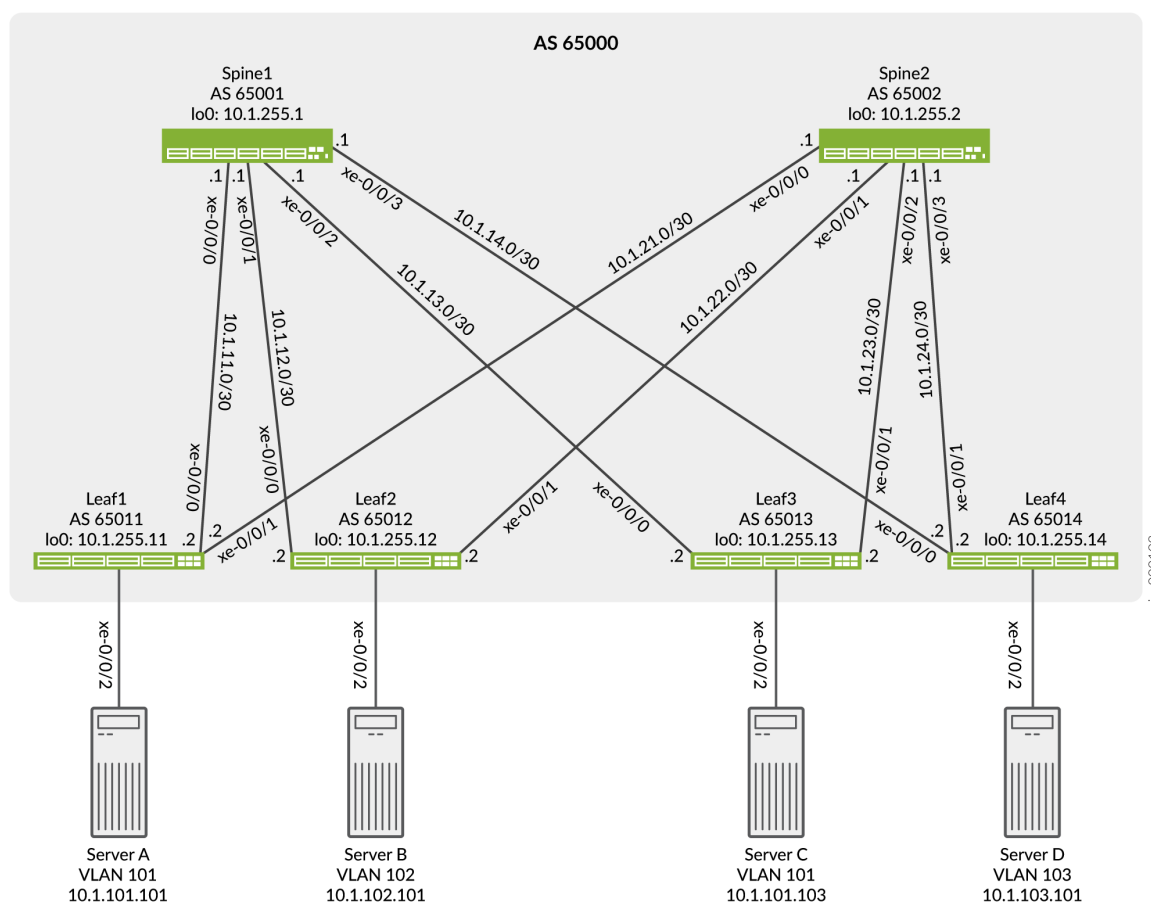 AS 65000
Spine1
AS 65001
lo0: 10.1.255.1
Spine2
AS 65002
lo0: 10.1.255.2
.1
.1
.1
.1
.1
.1
.1
.1
xe-0/0/0
xe-0/0/1
xe-0/0/2
xe-0/0/3
xe-0/0/0
xe-0/0/1
xe-0/0/2
xe-0/0/3
10.1.11.0/30
10.1.12.0/30
10.1.13.0/30
10.1.14.0/30
10.1.21.0/30
10.1.22.0/30
10.1.23.0/30
10.1.24.0/30
xe-0/0/0
xe-0/0/1
xe-0/0/0
xe-0/0/1
xe-0/0/0
xe-0/0/1
xe-0/0/0
xe-0/0/1
Leaf1
AS 65011
lo0: 10.1.255.11
.2
.2
Leaf2
AS 65012
lo0: 10.1.255.12
.2
.2
Leaf3
AS 65013
lo0: 10.1.255.13
.2
.2
Leaf4
AS 65014
lo0: 10.1.255.14
.2
.2
xe-0/0/2
xe-0/0/2
xe-0/0/2
xe-0/0/2
Server A
VLAN 101
10.1.101.101
Server B
VLAN 102
10.1.102.101
Server C
VLAN 101
10.1.101.103
Server D
VLAN 103
10.1.103.101